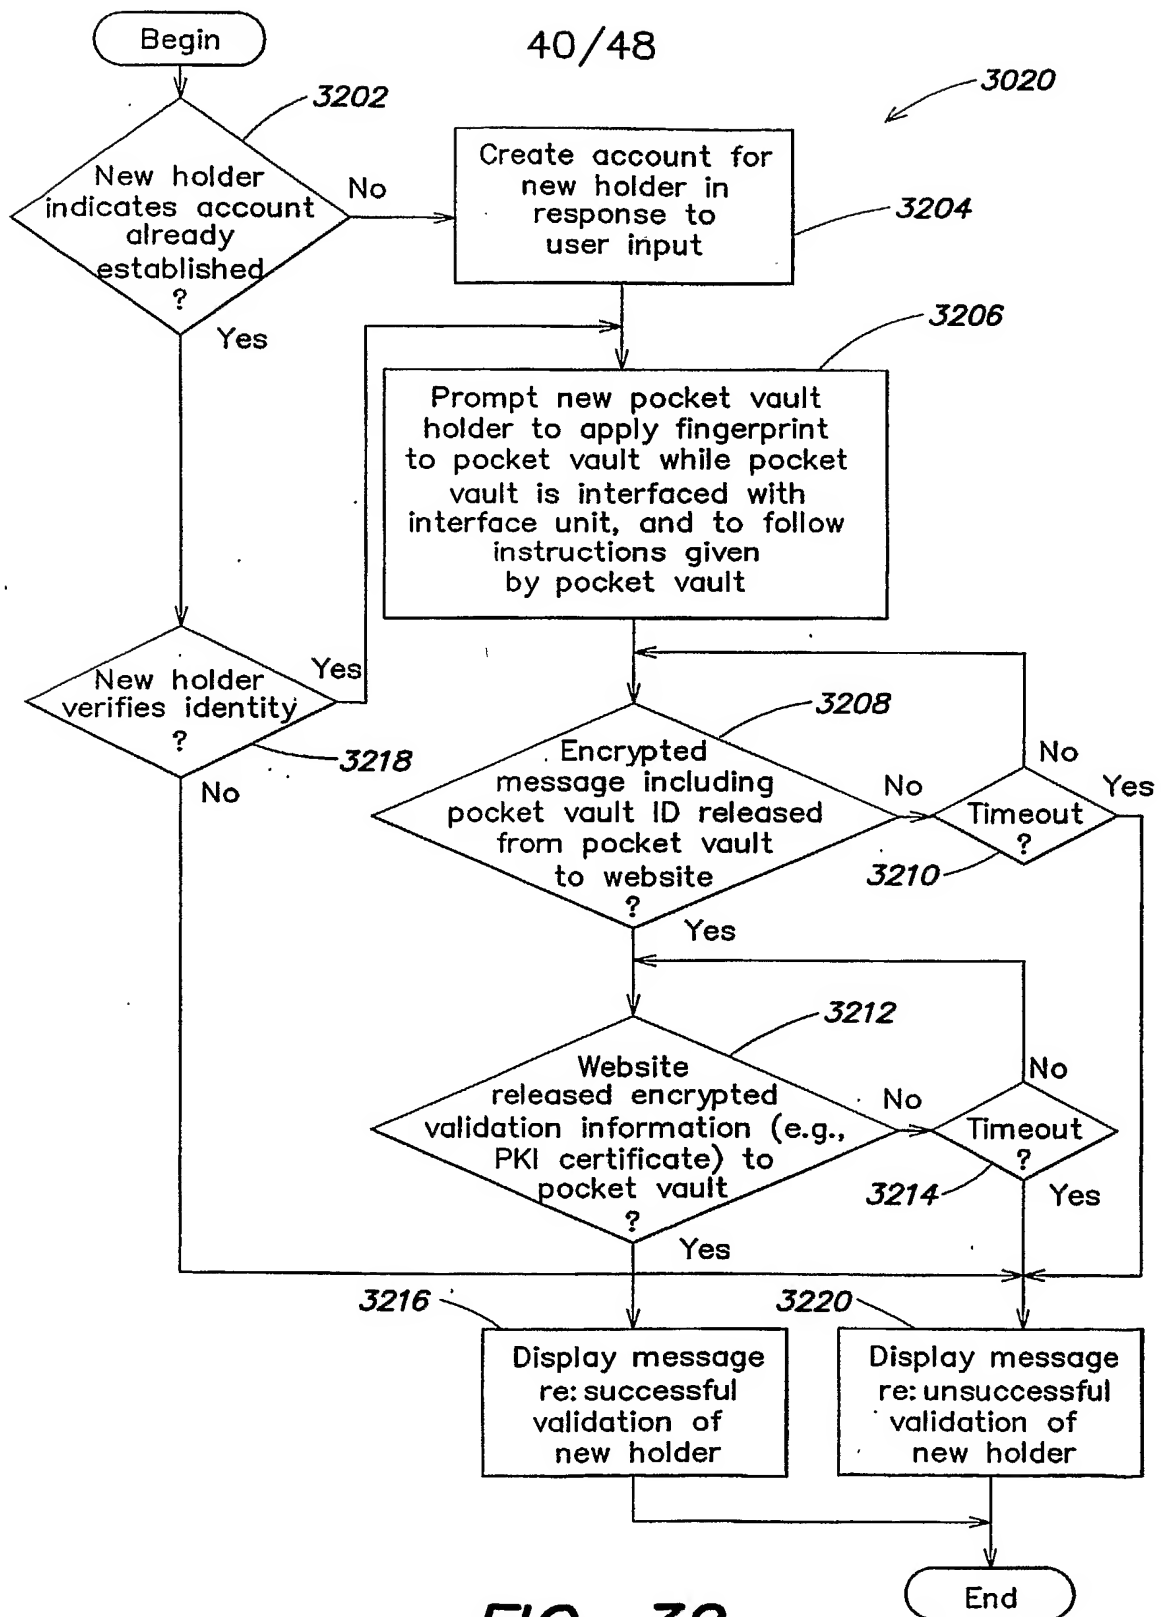 Begin
40/48
3020
3202
New holder
indicates account
already
established
?
No
Yes
Create account for
new holder in
response to
user input
3204
3206
Prompt new pocket vault
holder to apply fingerprint
to pocket vault while pocket
vault is interfaced with
interface unit, and to follow
instructions given
by pocket vault
New holder
verifies identity
?
Yes
3218
No
3208
Encrypted
message including
pocket vault ID released
from pocket vault
to website
?
No
Yes
Timeout
?
No
Yes
3210
3212
Website
released encrypted
validation information (e.g.,
PKI certificate) to
pocket vault
?
No
Yes
Timeout
?
No
3214
Yes
3216
Display message
re: successful
validation of
new holder
3220
Display message
re: unsuccessful
validation of
new holder
End